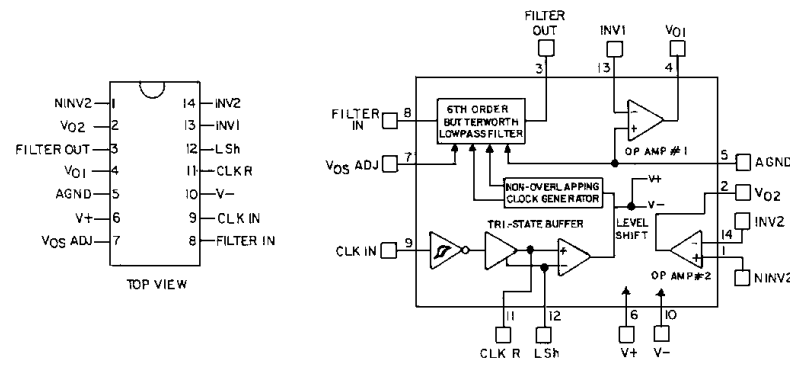 NINV2 1 14 INV2
VO2 2 13 INV1
FILTER OUT 3 12 LSh
VO1 4 11 CLK R
AGND 5 10 V-
V+ 6 9 CLK IN
VOS ADJ 7 8 FILTER IN
TOP VIEW
FILTER
OUT
INV1
VO1
3
13
4
FILTER
IN
8
6TH ORDER
BUTTERWORTH
LOWPASS FILTER
-
+
OP AMP #1
7
VOS ADJ
5
AGND
NON-OVERLAPPING
CLOCK GENERATOR
V+
V-
LEVEL
SHIFT
2
VO2
INV2
TRI-STATE BUFFER
CLK IN
9
+
-
14
-
+
1
OP AMP #2
NINV2
11
12
6
10
CLK R
LSh
V+
V-